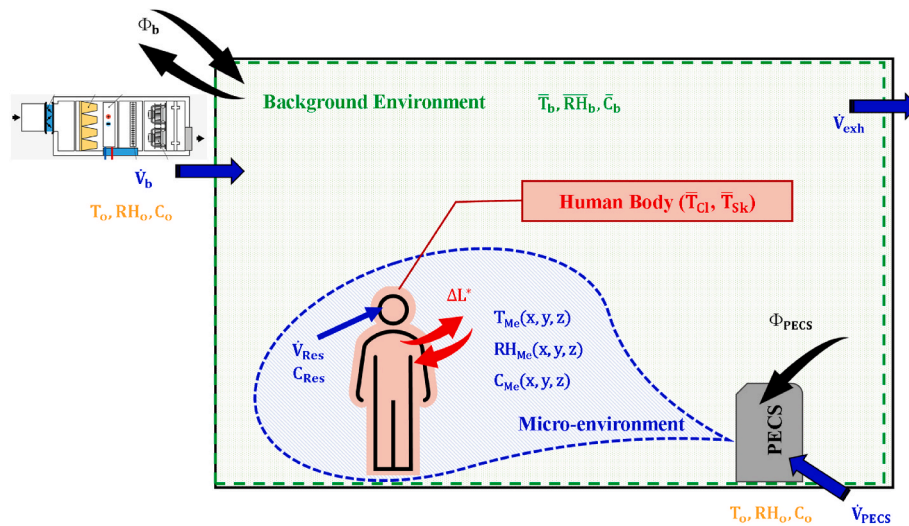 Φb
Background Environment T̅b, R̅H̅b, C̅b
V̇exh
V̇b
To, RHo, Co
Human Body (T̅Cl, T̅Sk)
ΔL*
V̇Res
CRes
TMe(x, y, z)
RHMe(x, y, z)
CMe(x, y, z)
Micro-environment
ΦPECS
PECS
V̇PECS
To, RHo, Co